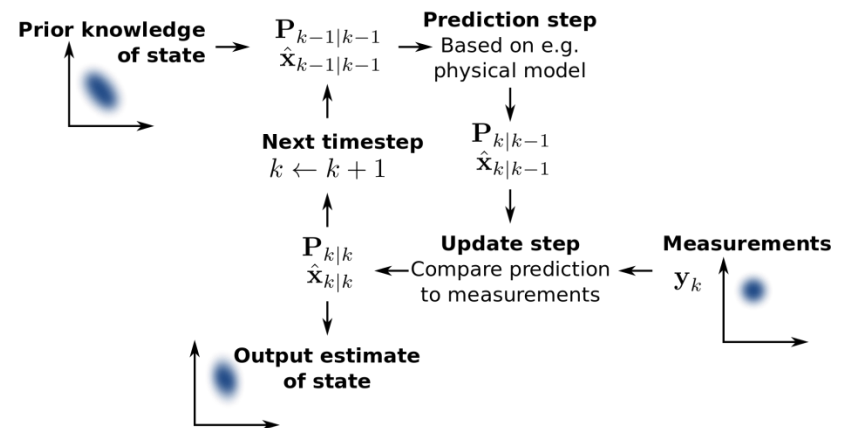 Prior knowledge
of state
P_{k−1|k−1}
x̂_{k−1|k−1}
Prediction step
Based on e.g.
physical model
P_{k|k−1}
x̂_{k|k−1}
Next timestep
k ← k + 1
P_{k|k}
x̂_{k|k}
Update step
Compare prediction
to measurements
Measurements
y_k
Output estimate
of state